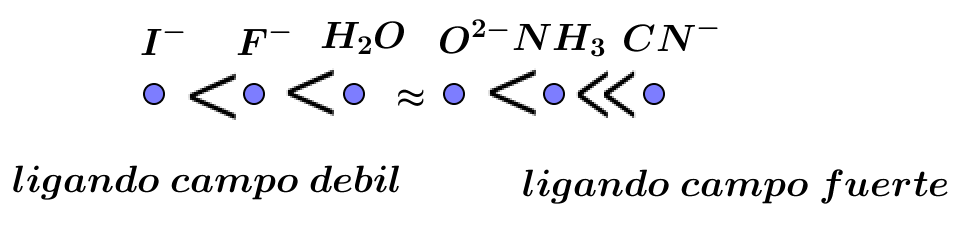 I⁻ F⁻ H₂O O²⁻ NH₃ CN⁻
< < ≈ < ≪
ligando campo debil ligando campo fuerte